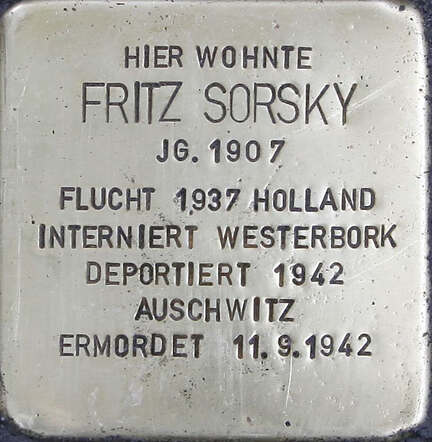 HIER WOHNTE
FRITZ SORSKY
JG. 1907
FLUCHT 1937 HOLLAND
INTERNIERT WESTERBORK
DEPORTIERT 1942
AUSCHWITZ
ERMORDET 11.9.1942